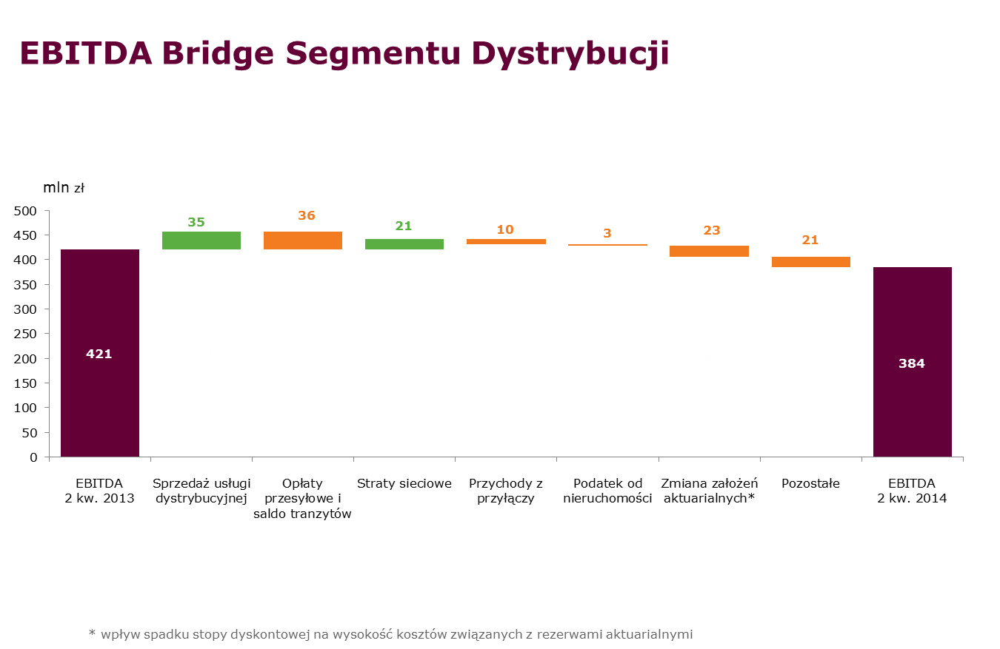 EBITDA Bridge Segmentu Dystrybucji
mln zł
500
450
400
350
300
250
200
150
100
50
0
421
35
36
21
10
3
23
21
384
EBITDA
2 kw. 2013
Sprzedaż usługi
dystrybucyjnej
Opłaty
przesyłowe i
saldo tranzytów
Straty sieciowe
Przychody z
przyłączy
Podatek od
nieruchomości
Zmiana założeń
aktuarialnych*
Pozostałe
EBITDA
2 kw. 2014
* wpływ spadku stopy dyskontowej na wysokość kosztów związanych z rezerwami aktuarialnymi